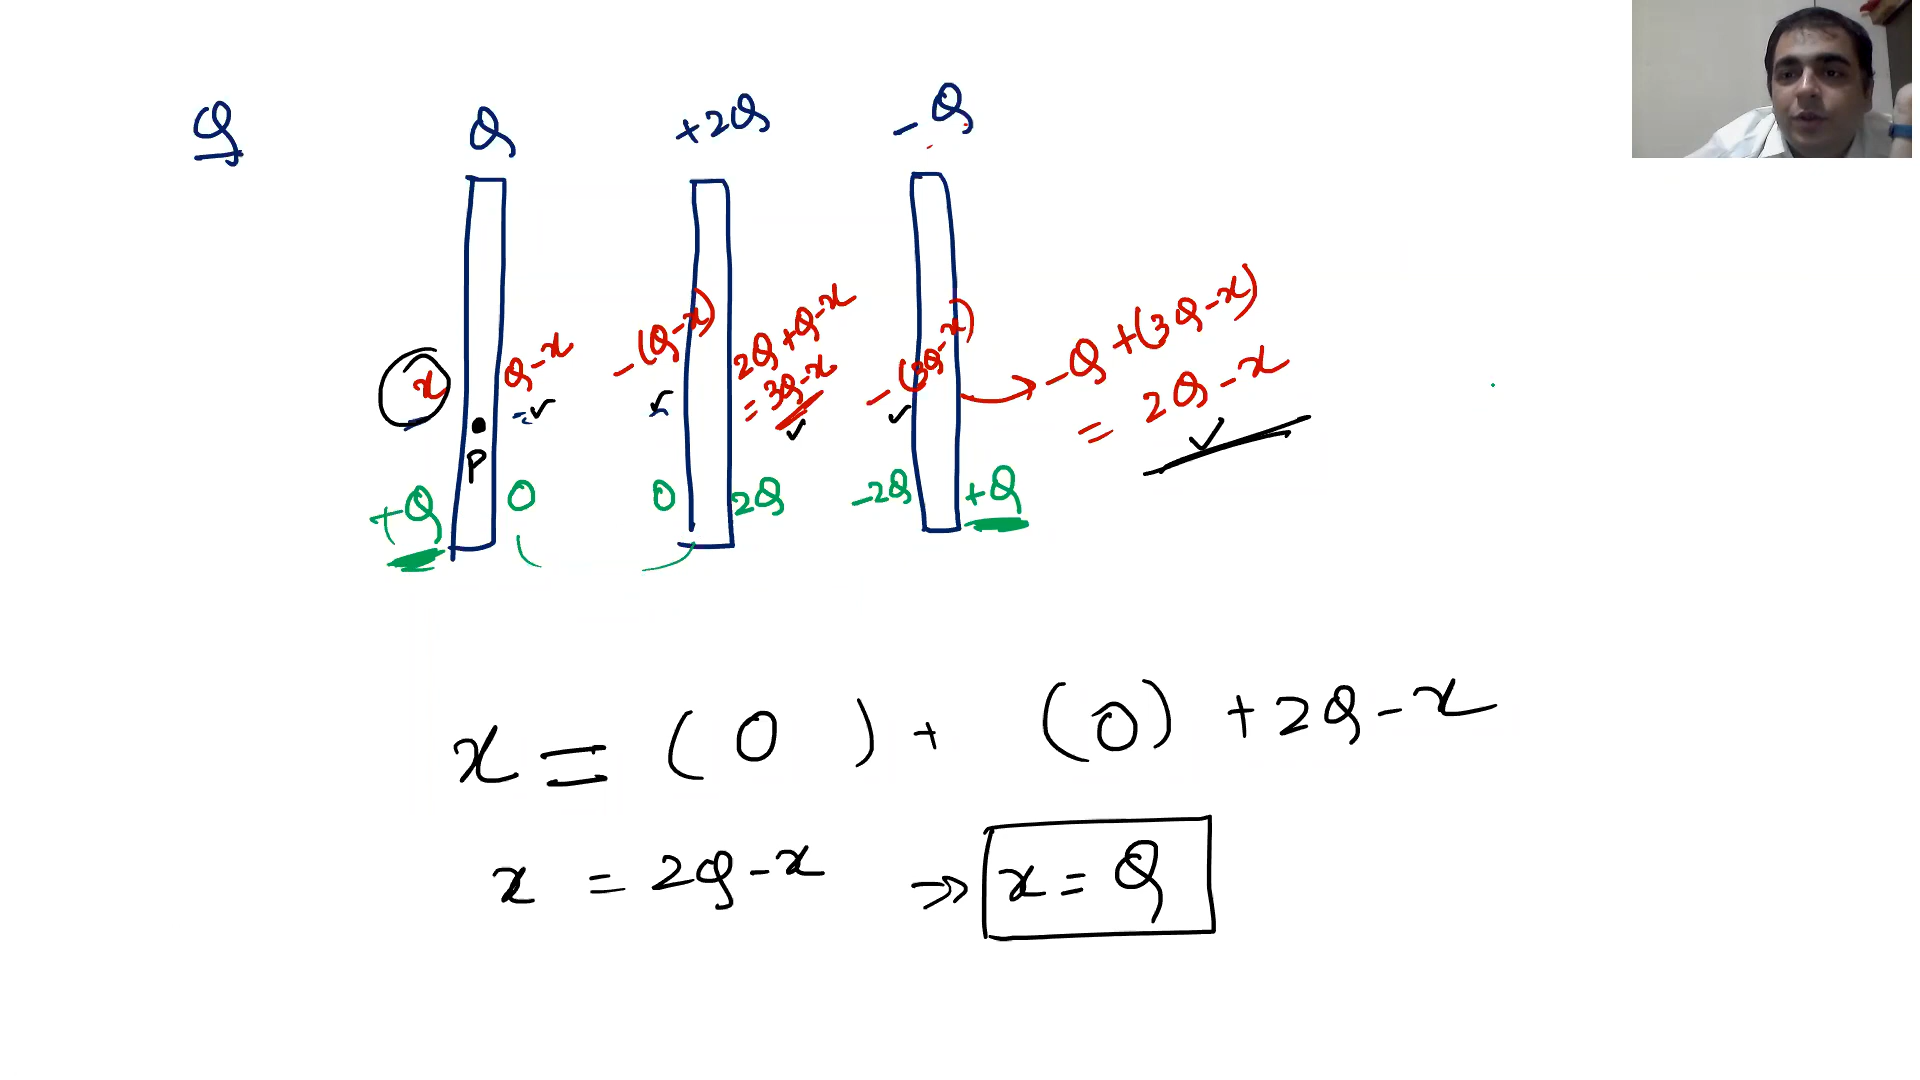 Q
Q +2Q -Q
x Q-x -(Q-x) 2Q+Q-x -(3Q-x) -Q+(3Q-x)
= 3Q-x = 2Q-x
P
+Q 0 0 2Q -2Q +Q
x = (0) + (0) + 2Q-x
x = 2Q-x ⇒ x = Q